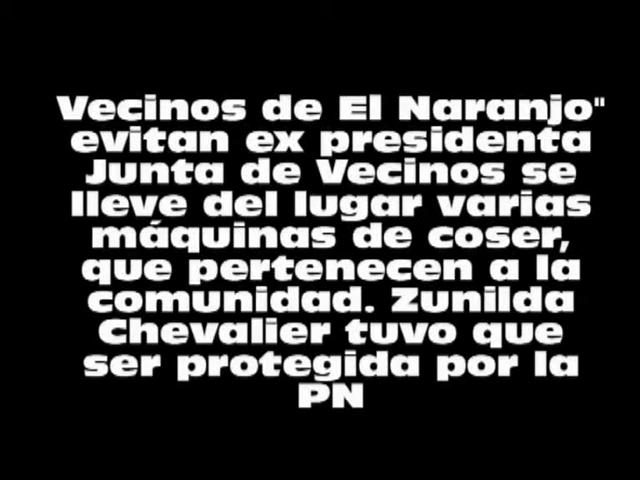 Vecinos de El Naranjo"
evitan ex presidenta
Junta de Vecinos se
lleve del lugar varias
máquinas de coser,
que pertenecen a la
comunidad. Zunilda
Chevalier tuvo que
ser protegida por la
PN